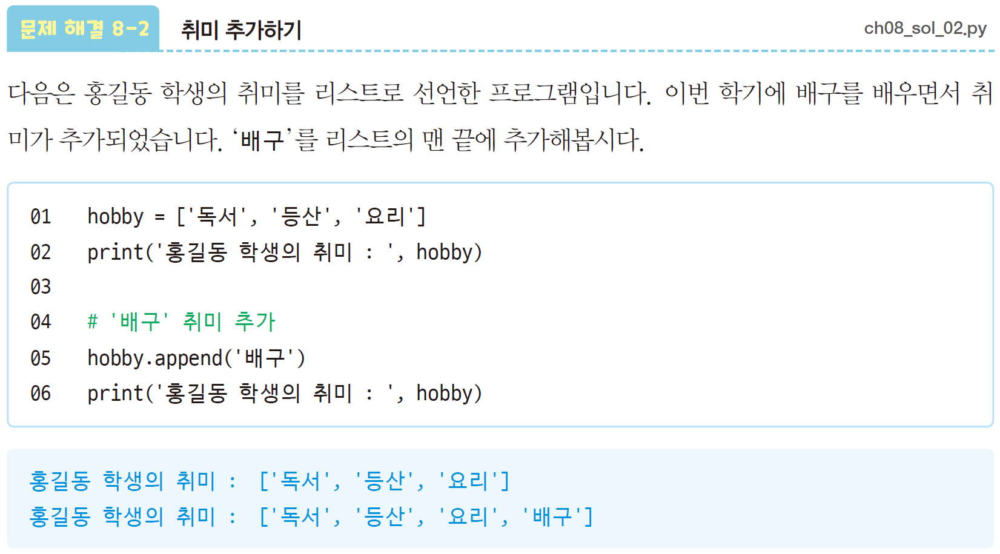 문제 해결 8-2 취미 추가하기 ch08_sol_02.py
다음은 홍길동 학생의 취미를 리스트로 선언한 프로그램입니다. 이번 학기에 배구를 배우면서 취
미가 추가되었습니다. ‘배구’를 리스트의 맨 끝에 추가해봅시다.
01 hobby = ['독서', '등산', '요리']
02 print('홍길동 학생의 취미 : ', hobby)
03
04 # '배구' 취미 추가
05 hobby.append('배구')
06 print('홍길동 학생의 취미 : ', hobby)
홍길동 학생의 취미 :  ['독서', '등산', '요리']
홍길동 학생의 취미 :  ['독서', '등산', '요리', '배구']